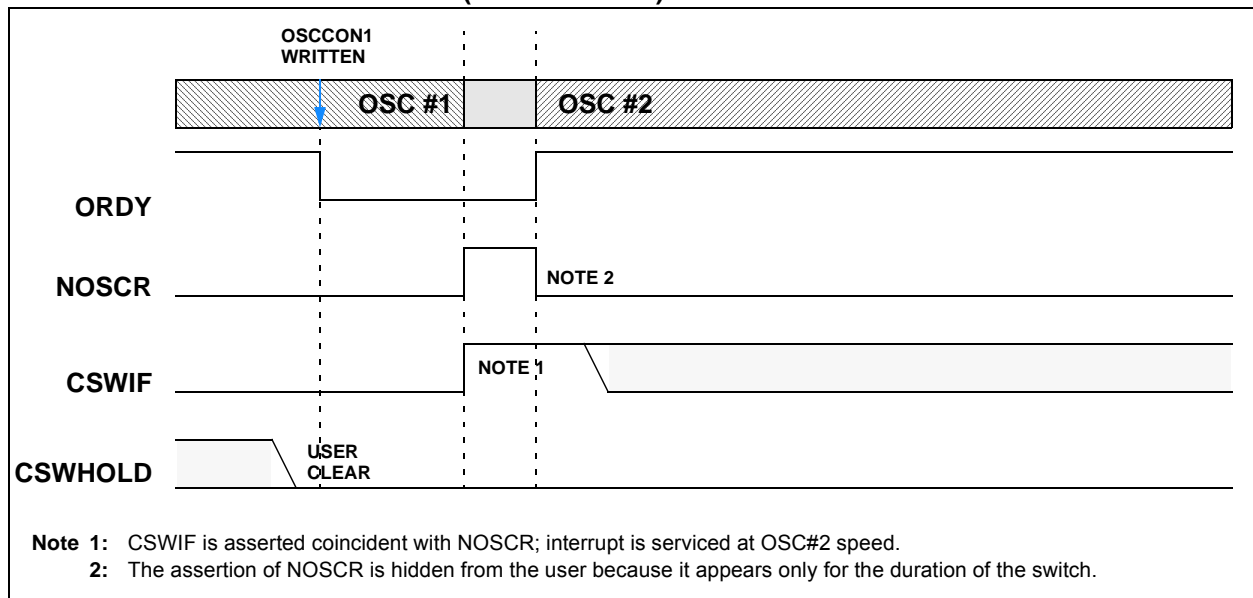 OSCCON1
WRITTEN
OSC #1
OSC #2
ORDY
NOSCR
NOTE 2
CSWIF
NOTE 1
CSWHOLD
USER
CLEAR
Note 1: CSWIF is asserted coincident with NOSCR; interrupt is serviced at OSC#2 speed.
2: The assertion of NOSCR is hidden from the user because it appears only for the duration of the switch.